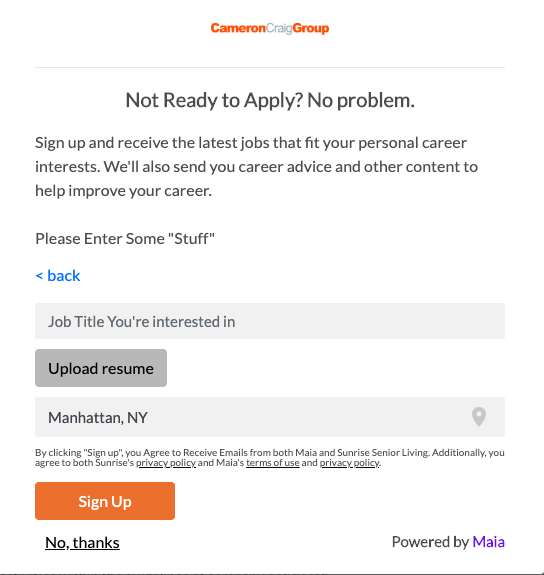 CameronCraigGroup
Not Ready to Apply? No problem.
Sign up and receive the latest jobs that fit your personal career
interests. We'll also send you career advice and other content to
help improve your career.
Please Enter Some "Stuff"
< back
Job Title You're interested in
Upload resume
Manhattan, NY
By clicking "Sign up", you Agree to Receive Emails from both Maia and Sunrise Senior Living. Additionally, you
agree to both Sunrise's privacy policy and Maia's terms of use and privacy policy.
Sign Up
No, thanks
Powered by Maia